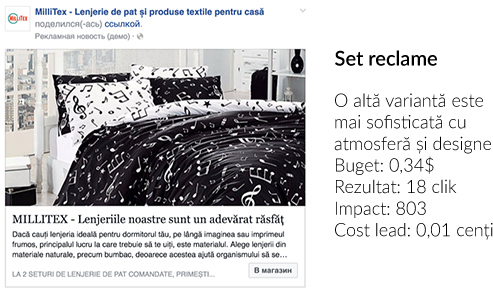 MilliTex - Lenjerie de pat și produse textile pentru casă
поделился(-ась) ссылкой.
Рекламная новость (демо) ·
MILLITEX
MILLITEX - Lenjeriile noastre sunt un adevărat răsfăț
Dacă cauți lenjeria ideală pentru dormitorul tău, pe lângă imaginea sau imprimeul
frumos, principalul lucru la care trebuie să te uiți, este materialul. Alege lenjerii din
materiale naturale, precum bumbac, deoarece acestea ajută organismului să se...
LA 2 SETURI DE LENJERIE DE PAT COMANDATE, PRIMEȘTI...
В магазин
Set reclame
O altă variantă este
mai sofisticată cu
atmosferă și designe
Buget: 0,34$
Rezultat: 18 clik
Impact: 803
Cost lead: 0,01 cenți